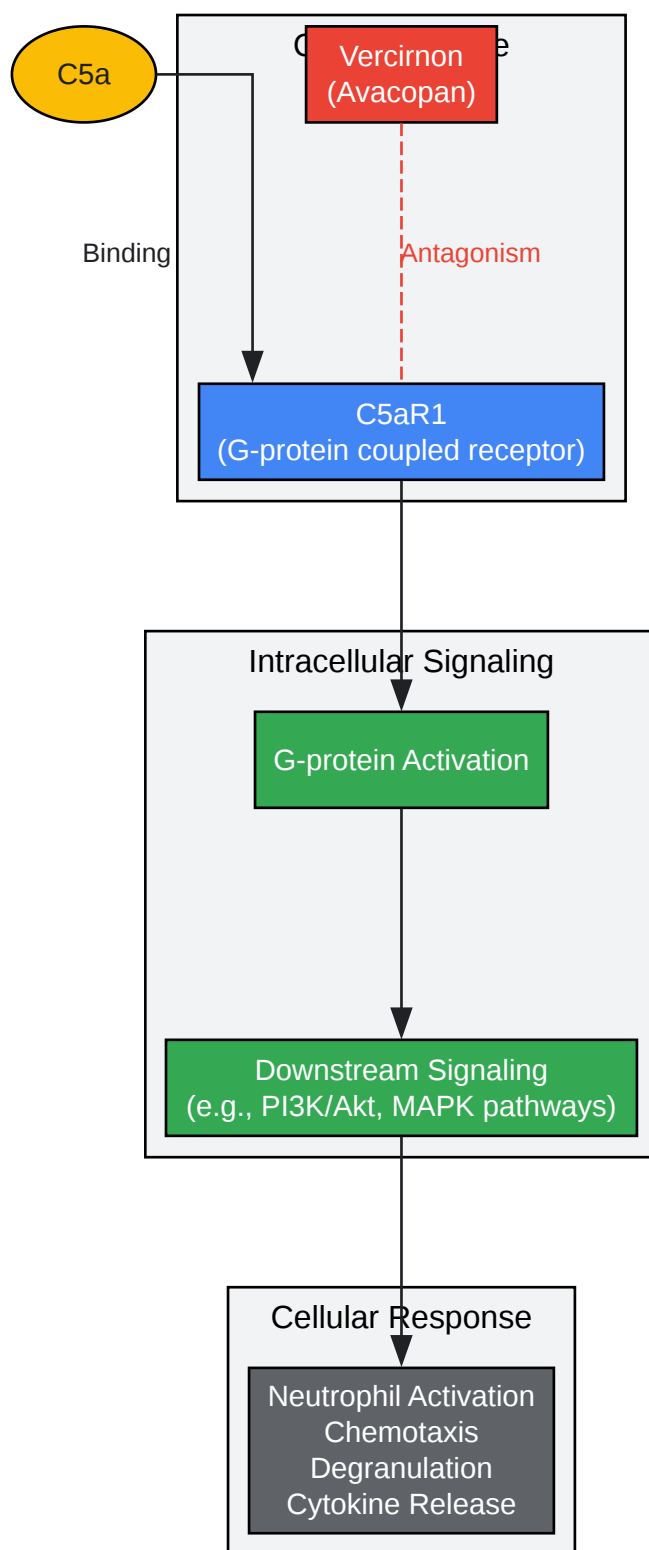 C5a
Vercirnon
(Avacopan)
Binding
Antagonism
C5aR1
(G-protein coupled receptor)
Intracellular Signaling
G-protein Activation
Downstream Signaling
(e.g., PI3K/Akt, MAPK pathways)
Cellular Response
Neutrophil Activation
Chemotaxis
Degranulation
Cytokine Release